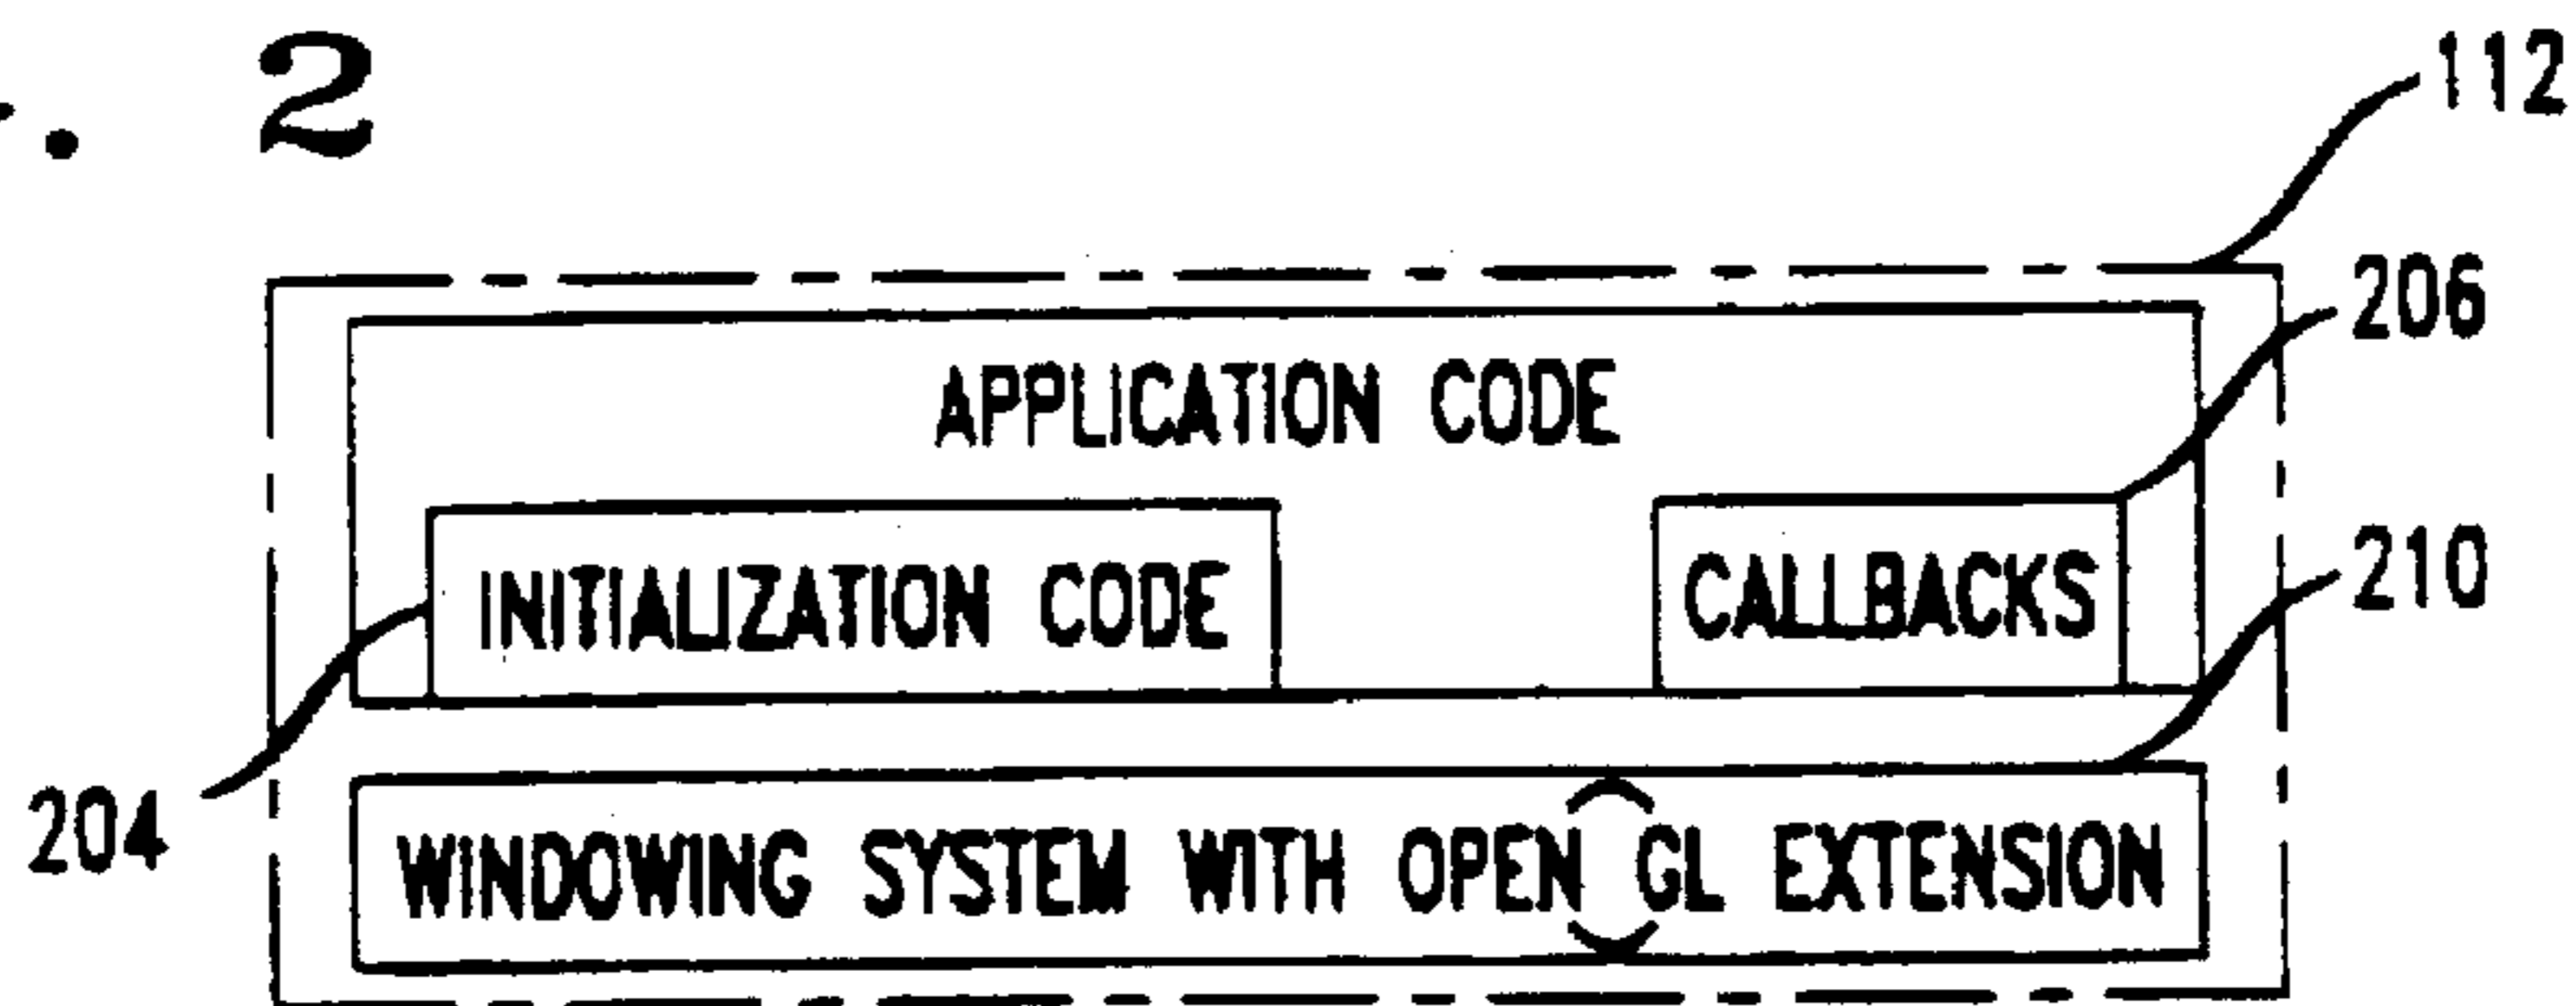 . 2
112
206
APPLICATION CODE
INITIALIZATION CODE
CALLBACKS
210
204
WINDOWING SYSTEM WITH OPEN GL EXTENSION